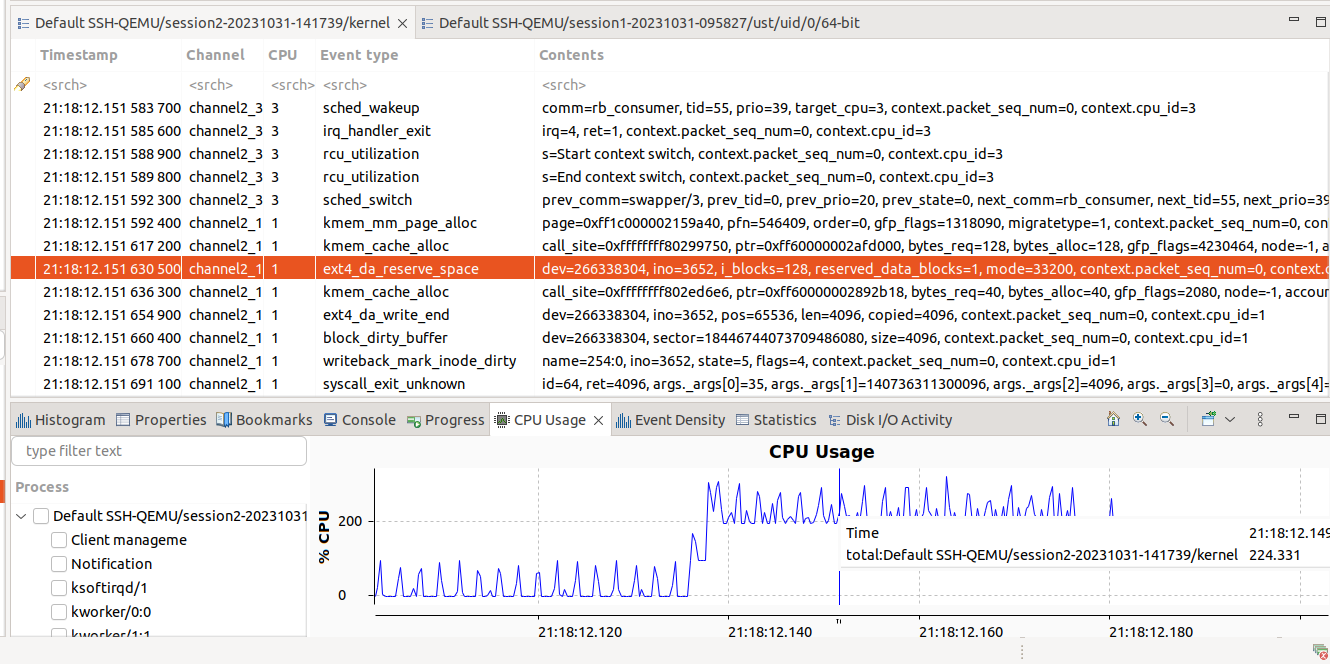 Default SSH-QEMU/session2-20231031-141739/kernel Default SSH-QEMU/session1-20231031-095827/ust/uid/0/64-bit
Timestamp Channel CPU Event type Contents
<srch> <srch> <srch> <srch> <srch>
21:18:12.151 583 700 channel2_3 3 sched_wakeup comm=rb_consumer, tid=55, prio=39, target_cpu=3, context.packet_seq_num=0, context.cpu_id=3
21:18:12.151 585 600 channel2_3 3 irq_handler_exit irq=4, ret=1, context.packet_seq_num=0, context.cpu_id=3
21:18:12.151 588 900 channel2_3 3 rcu_utilization s=Start context switch, context.packet_seq_num=0, context.cpu_id=3
21:18:12.151 589 800 channel2_3 3 rcu_utilization s=End context switch, context.packet_seq_num=0, context.cpu_id=3
21:18:12.151 592 300 channel2_3 3 sched_switch prev_comm=swapper/3, prev_tid=0, prev_prio=20, prev_state=0, next_comm=rb_consumer, next_tid=55, next_prio=39
21:18:12.151 592 400 channel2_1 1 kmem_mm_page_alloc page=0xff1c000002159a40, pfn=546409, order=0, gfp_flags=1318090, migratetype=1, context.packet_seq_num=0, con
21:18:12.151 617 200 channel2_1 1 kmem_cache_alloc call_site=0xffffffff80299750, ptr=0xff60000002afd000, bytes_req=128, bytes_alloc=128, gfp_flags=4230464, node=-1, a
21:18:12.151 630 500 channel2_1 1 ext4_da_reserve_space dev=266338304, ino=3652, i_blocks=128, reserved_data_blocks=1, mode=33200, context.packet_seq_num=0, context.c
21:18:12.151 636 300 channel2_1 1 kmem_cache_alloc call_site=0xffffffff802ed6e6, ptr=0xff60000002892b18, bytes_req=40, bytes_alloc=40, gfp_flags=2080, node=-1, accour
21:18:12.151 654 900 channel2_1 1 ext4_da_write_end dev=266338304, ino=3652, pos=65536, len=4096, copied=4096, context.packet_seq_num=0, context.cpu_id=1
21:18:12.151 660 400 channel2_1 1 block_dirty_buffer dev=266338304, sector=18446744073709486080, size=4096, context.packet_seq_num=0, context.cpu_id=1
21:18:12.151 678 700 channel2_1 1 writeback_mark_inode_dirty name=254:0, ino=3652, state=5, flags=4, context.packet_seq_num=0, context.cpu_id=1
21:18:12.151 691 100 channel2_1 1 syscall_exit_unknown id=64, ret=4096, args._args[0]=35, args._args[1]=140736311300096, args._args[2]=4096, args._args[3]=0, args._args[4]=
Histogram Properties Bookmarks Console Progress CPU Usage Event Density Statistics Disk I/O Activity
type filter text
Process
Default SSH-QEMU/session2-20231031
Client manageme
Notification
ksoftirqd/1
kworker/0:0
kworker/1:1
CPU Usage
% CPU
200
0
Time 21:18:12.149
total:Default SSH-QEMU/session2-20231031-141739/kernel 224.331
21:18:12.120 21:18:12.140 21:18:12.160 21:18:12.180